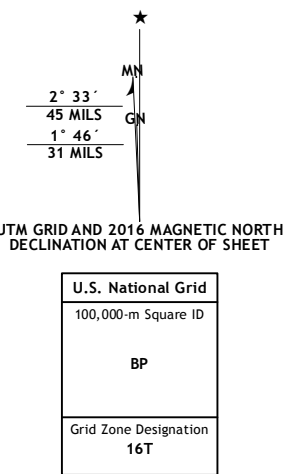 ★
MN
2° 33´
45 MILS
GN
1° 46´
31 MILS
UTM GRID AND 2016 MAGNETIC NORTH
DECLINATION AT CENTER OF SHEET
U.S. National Grid
100,000-m Square ID
BP
Grid Zone Designation
16T